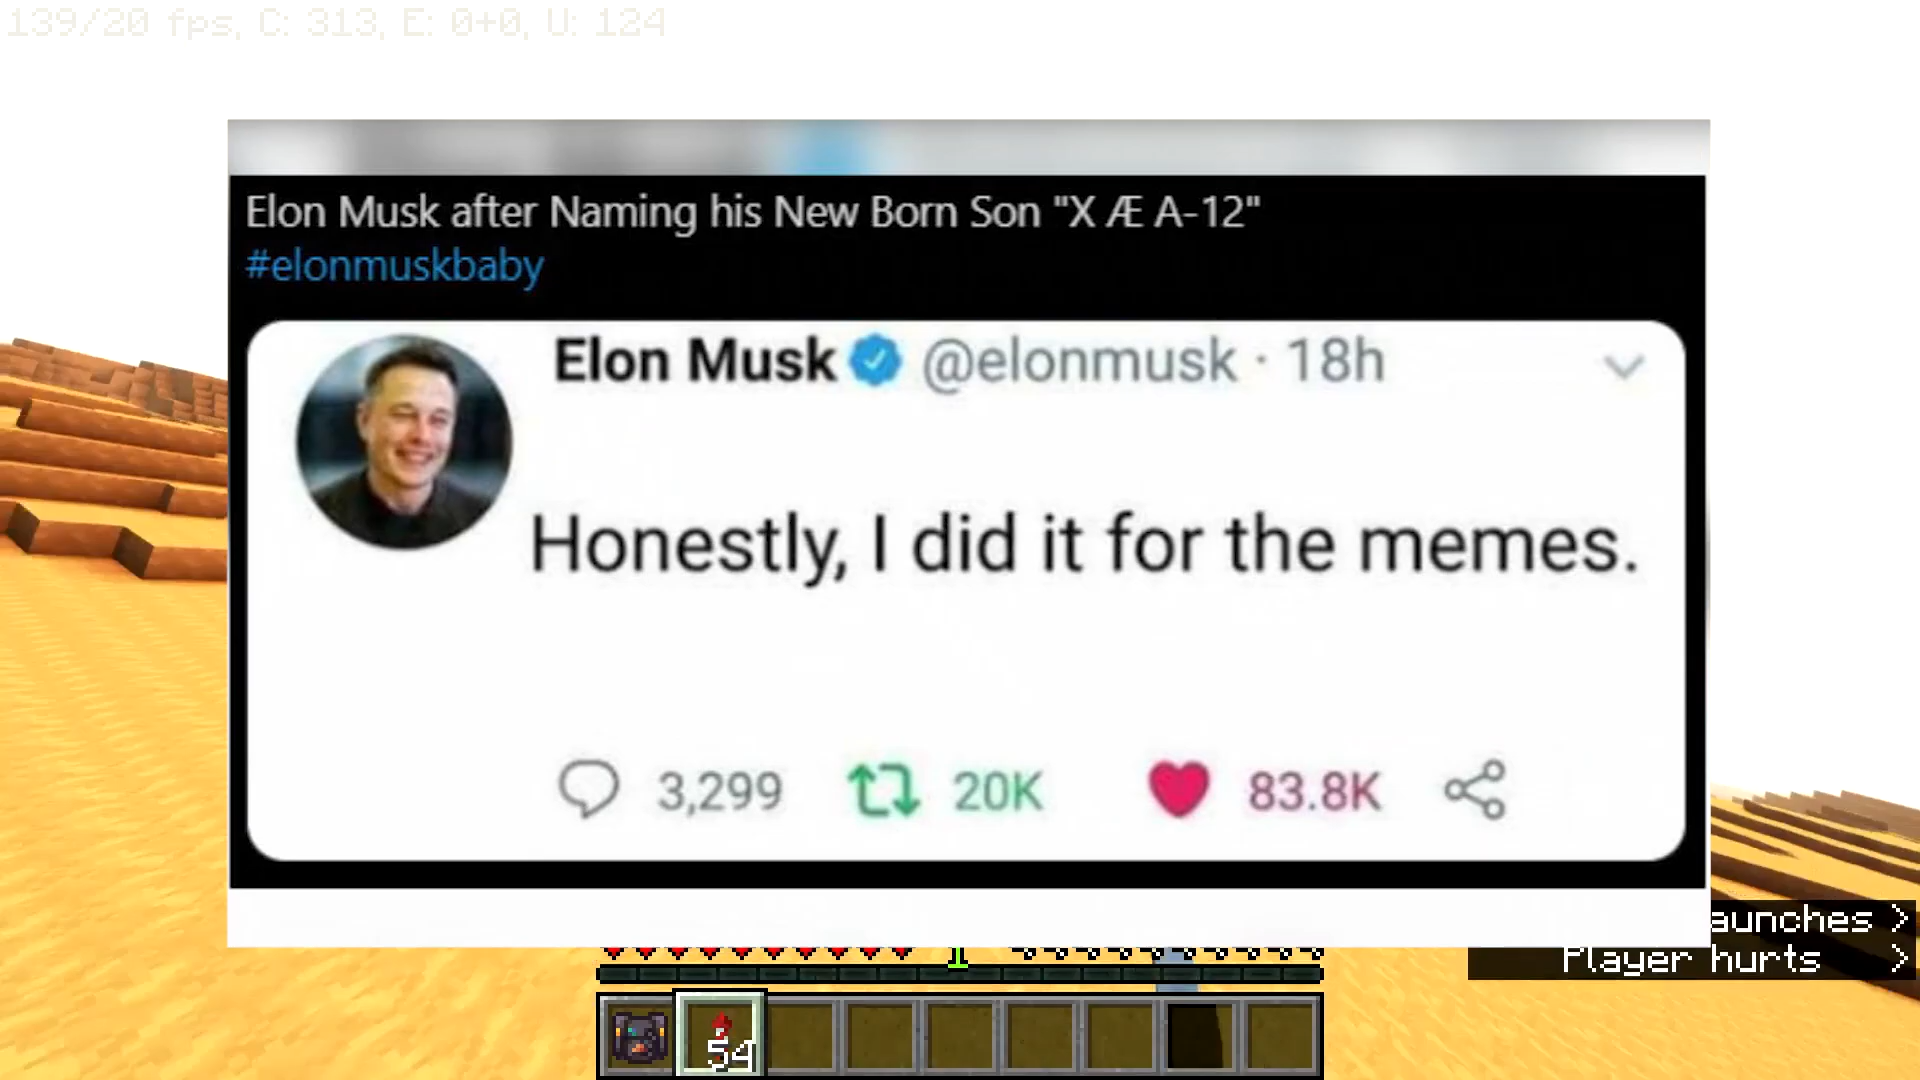 139/20 fps, C: 313, E: 0+0, U: 124
Elon Musk after Naming his New Born Son "X Æ A-12"
#elonmuskbaby
Elon Musk @elonmusk · 18h
Honestly, I did it for the memes.
3,299 20K 83.8K
aunches >
Player hurts >
1
54